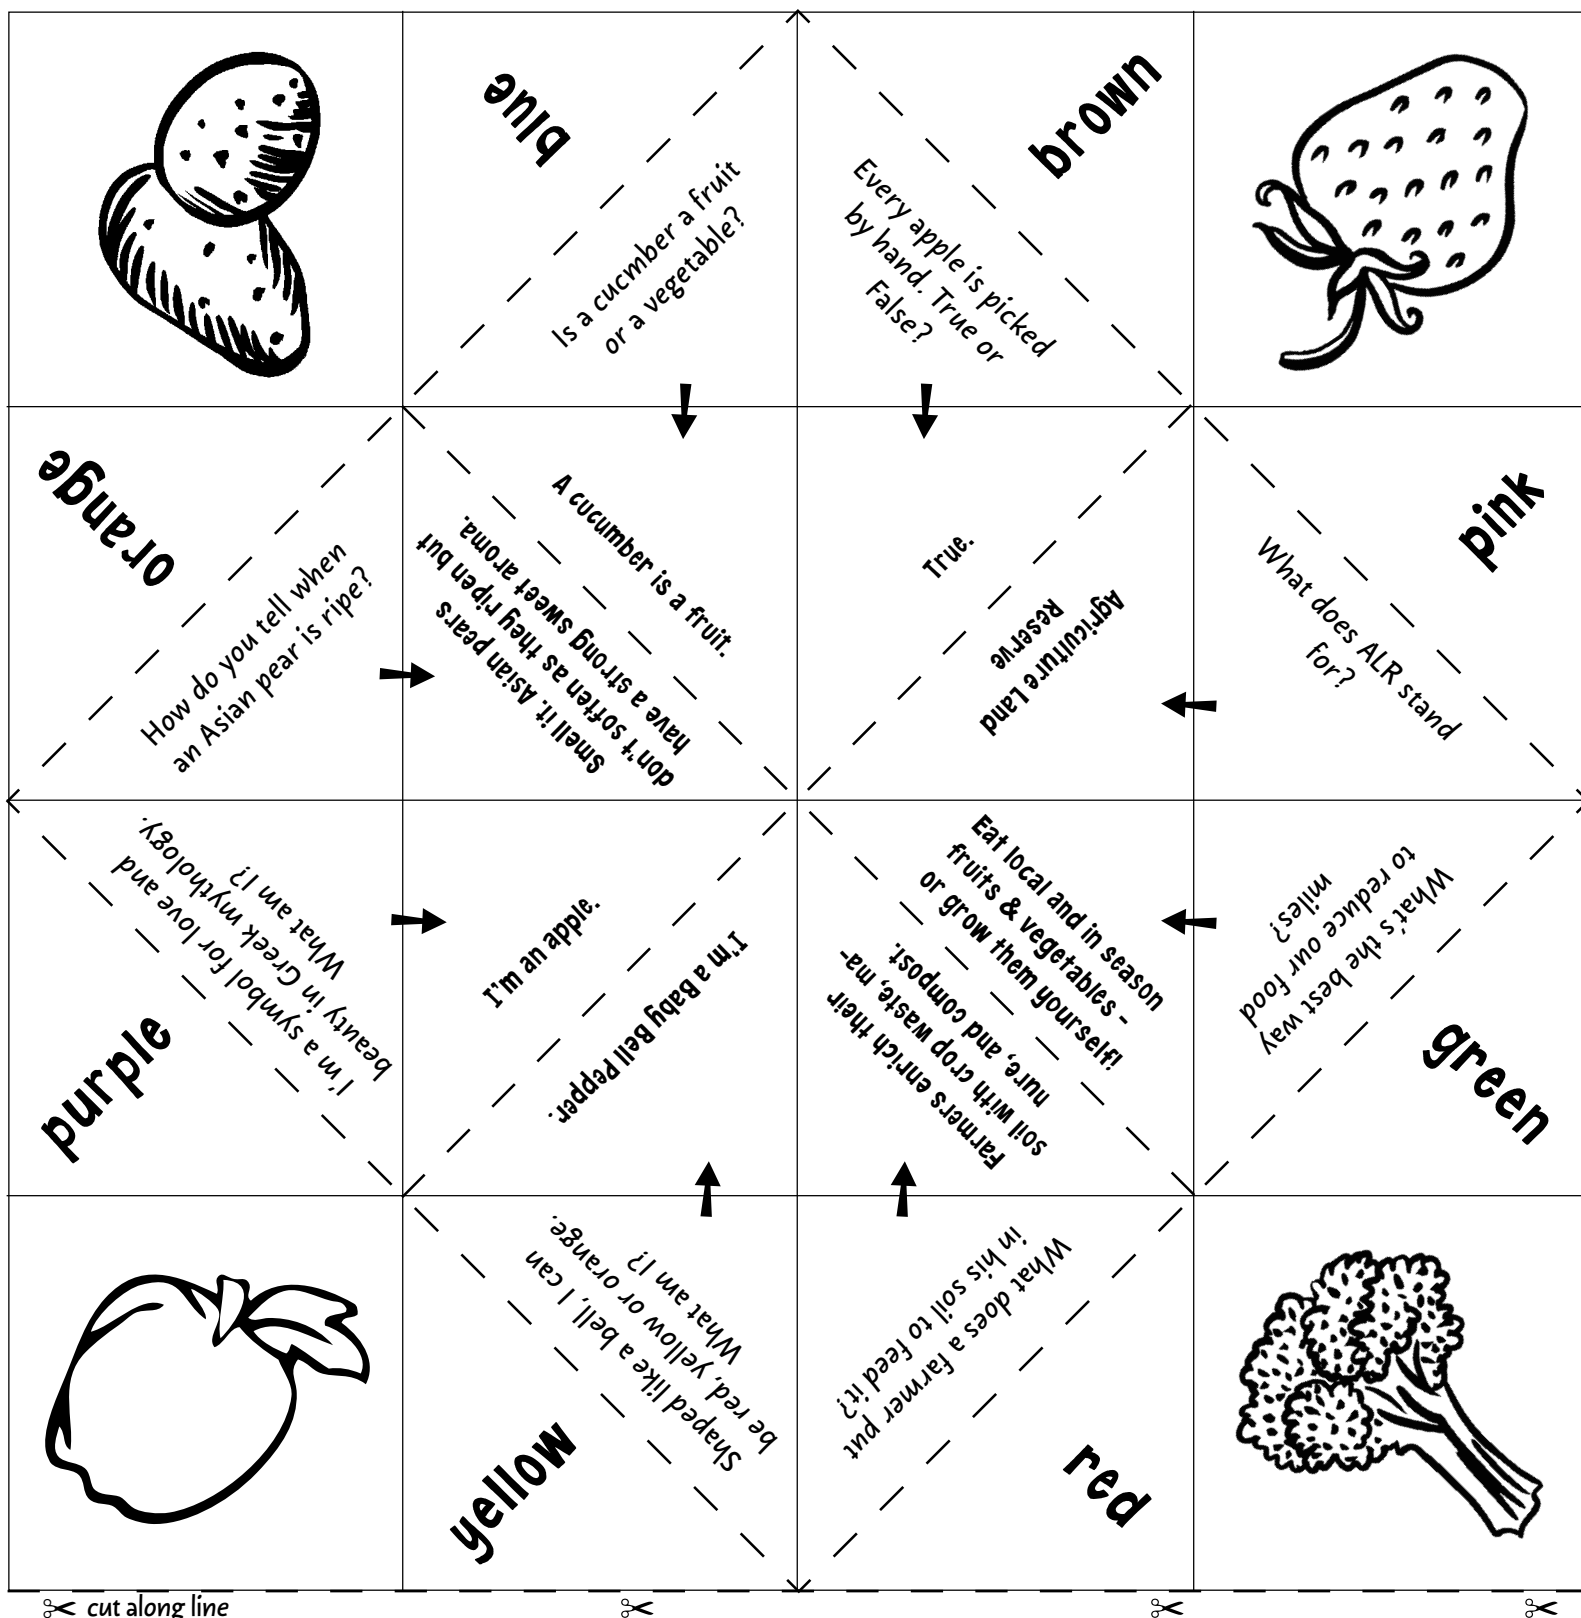 blue
brown
Is a cucmber a fruit
or a vegetable?
Every apple is picked
by hand. True or
False?
orange
How do you tell when
an Asian pear is ripe?
A cucumber is a fruit.
Smell it. Asian pears
don't soften as they ripen but
have a strong sweet aroma.
True.
Agriculture Land
Reserve
pink
What does ALR stand
for?
purple
I'm a symbol for love and
beauty in Greek mythology.
What am I?
I'm an apple.
I'm a Baby Bell Pepper.
Eat local and in season
fruits & vegetables -
or grow them yourself!
Farmers enrich their
soil with crop waste, ma-
nure, and compost.
What's the best way
to reduce our food
miles?
green
yellow
Shaped like a bell, I can
be red, yellow or orange.
What am I?
What does a farmer put
in his soil to feed it?
red
cut along line